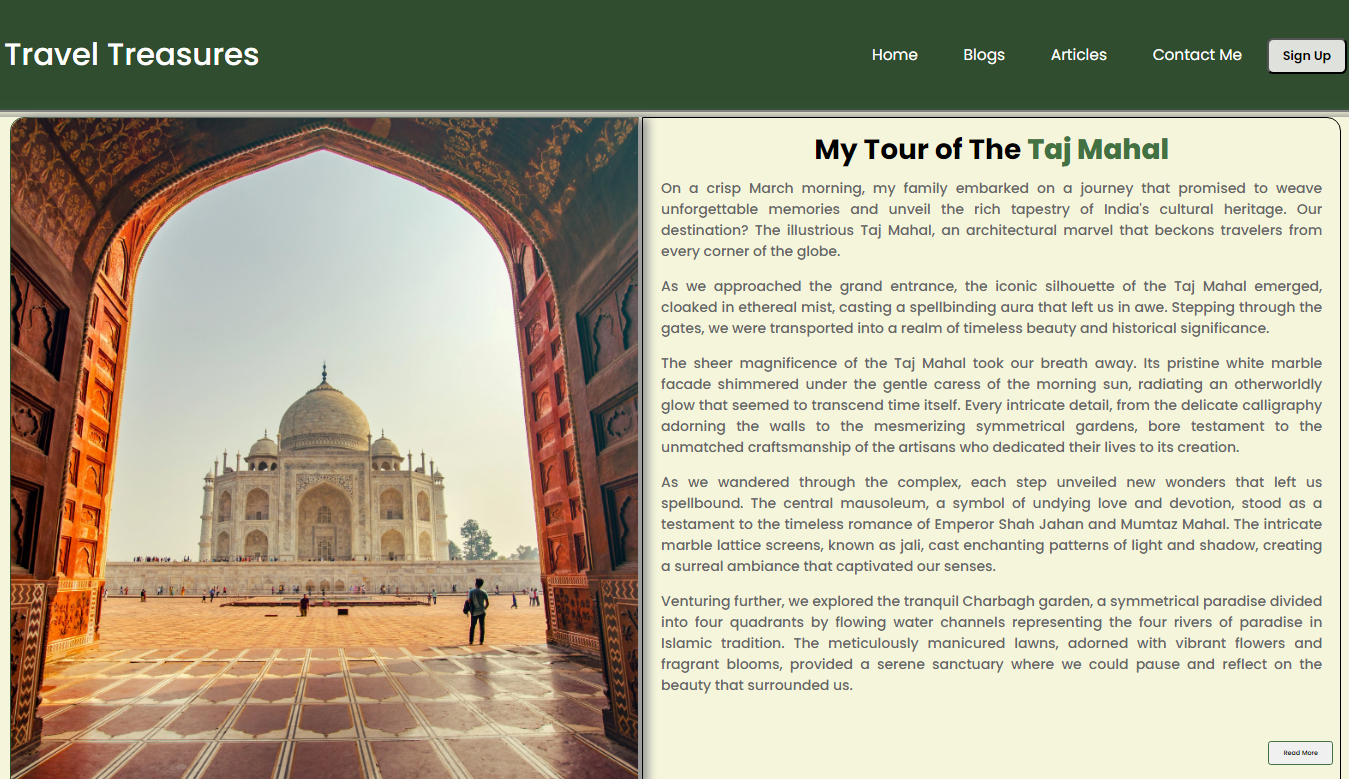 Travel Treasures
Home
Blogs
Articles
Contact Me
Sign Up
My Tour of The Taj Mahal
On a crisp March morning, my family embarked on a journey that promised to weave
unforgettable memories and unveil the rich tapestry of India's cultural heritage. Our
destination? The illustrious Taj Mahal, an architectural marvel that beckons travelers from
every corner of the globe.
As we approached the grand entrance, the iconic silhouette of the Taj Mahal emerged,
cloaked in ethereal mist, casting a spellbinding aura that left us in awe. Stepping through the
gates, we were transported into a realm of timeless beauty and historical significance.
The sheer magnificence of the Taj Mahal took our breath away. Its pristine white marble
facade shimmered under the gentle caress of the morning sun, radiating an otherworldly
glow that seemed to transcend time itself. Every intricate detail, from the delicate calligraphy
adorning the walls to the mesmerizing symmetrical gardens, bore testament to the
unmatched craftsmanship of the artisans who dedicated their lives to its creation.
As we wandered through the complex, each step unveiled new wonders that left us
spellbound. The central mausoleum, a symbol of undying love and devotion, stood as a
testament to the timeless romance of Emperor Shah Jahan and Mumtaz Mahal. The intricate
marble lattice screens, known as jali, cast enchanting patterns of light and shadow, creating
a surreal ambiance that captivated our senses.
Venturing further, we explored the tranquil Charbagh garden, a symmetrical paradise divided
into four quadrants by flowing water channels representing the four rivers of paradise in
Islamic tradition. The meticulously manicured lawns, adorned with vibrant flowers and
fragrant blooms, provided a serene sanctuary where we could pause and reflect on the
beauty that surrounded us.
Read More